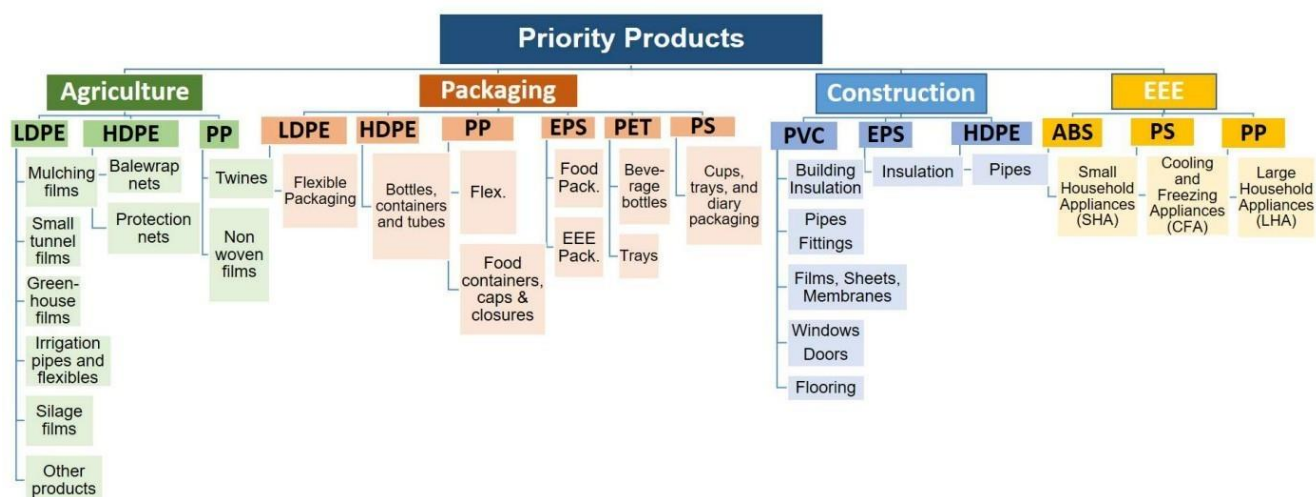 Priority Products
Agriculture
Packaging
Construction
EEE
LDPE
HDPE
PP
LDPE
HDPE
PP
EPS
PET
PS
PVC
EPS
HDPE
ABS
PS
PP
Mulching
films
Small
tunnel
films
Green-
house
films
Irrigation
pipes and
flexibles
Silage
films
Other
products
Balewrap
nets
Protection
nets
Twines
Non
woven
films
Flexible
Packaging
Bottles,
containers
and tubes
Flex.
Food
containers,
caps &
closures
Food
Pack.
EEE
Pack.
Beve-
rage
bottles
Trays
Cups,
trays, and
diary
packaging
Building
Insulation
Pipes
Fittings
Films, Sheets,
Membranes
Windows
Doors
Flooring
Insulation
Pipes
Small
Household
Appliances
(SHA)
Cooling
and
Freezing
Appliances
(CFA)
Large
Household
Appliances
(LHA)